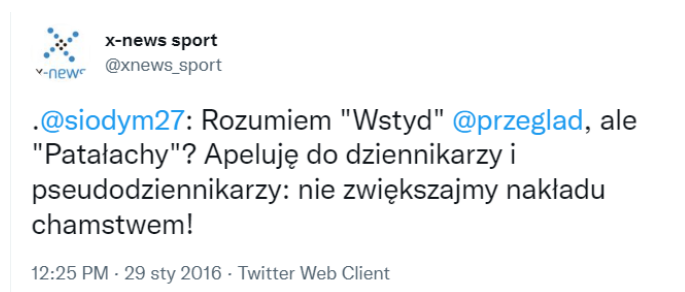 x-news sport
@xnews_sport
x-news
.@siodym27: Rozumiem "Wstyd" @przeglad, ale
"Patałachy"? Apeluję do dziennikarzy i
pseudodziennikarzy: nie zwiększajmy nakładu
chamstwem!
12:25 PM · 29 sty 2016 · Twitter Web Client